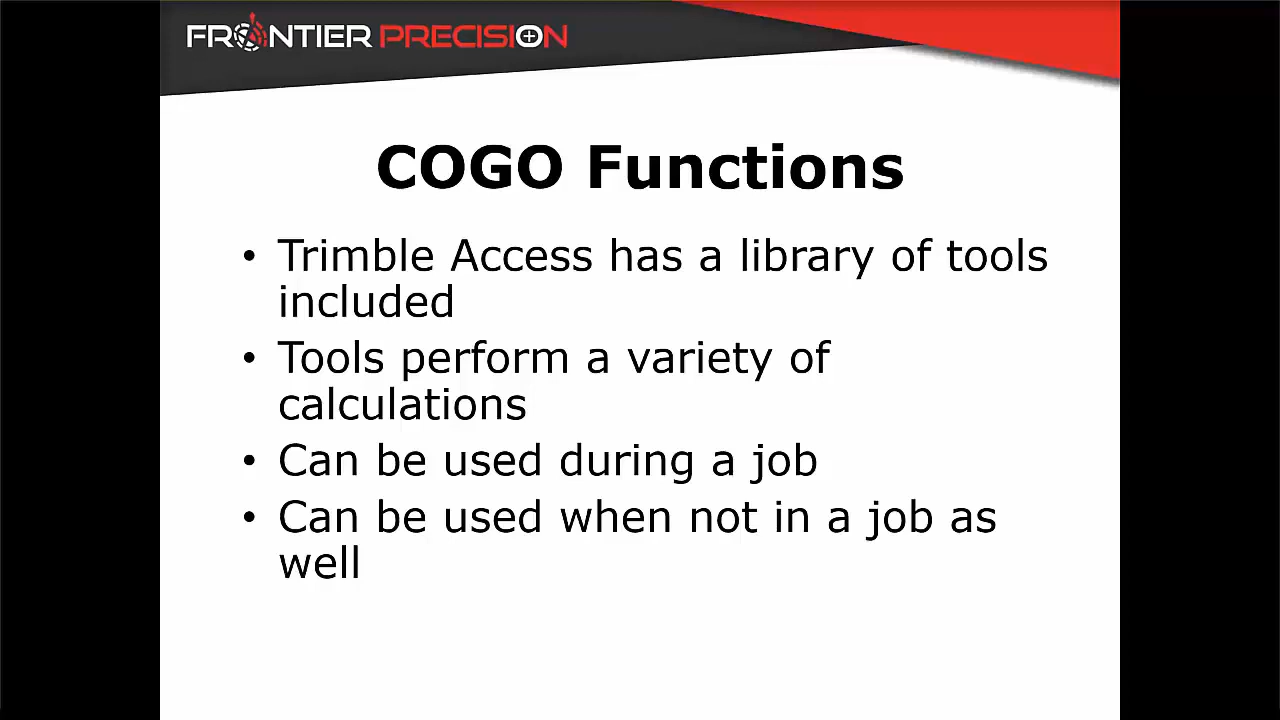 FRONTIER PRECISION
COGO Functions
• Trimble Access has a library of tools
included
• Tools perform a variety of
calculations
• Can be used during a job
• Can be used when not in a job as
well